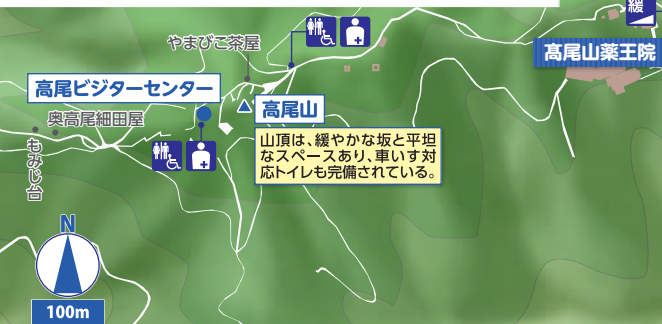 緩
やまびこ茶屋
髙尾山薬王院
高尾ビジターセンター
高尾山
奥高尾細田屋
山頂は、緩やかな坂と平坦
なスペースあり、車いす対
応トイレも完備されている。
もみじ台
N
100m